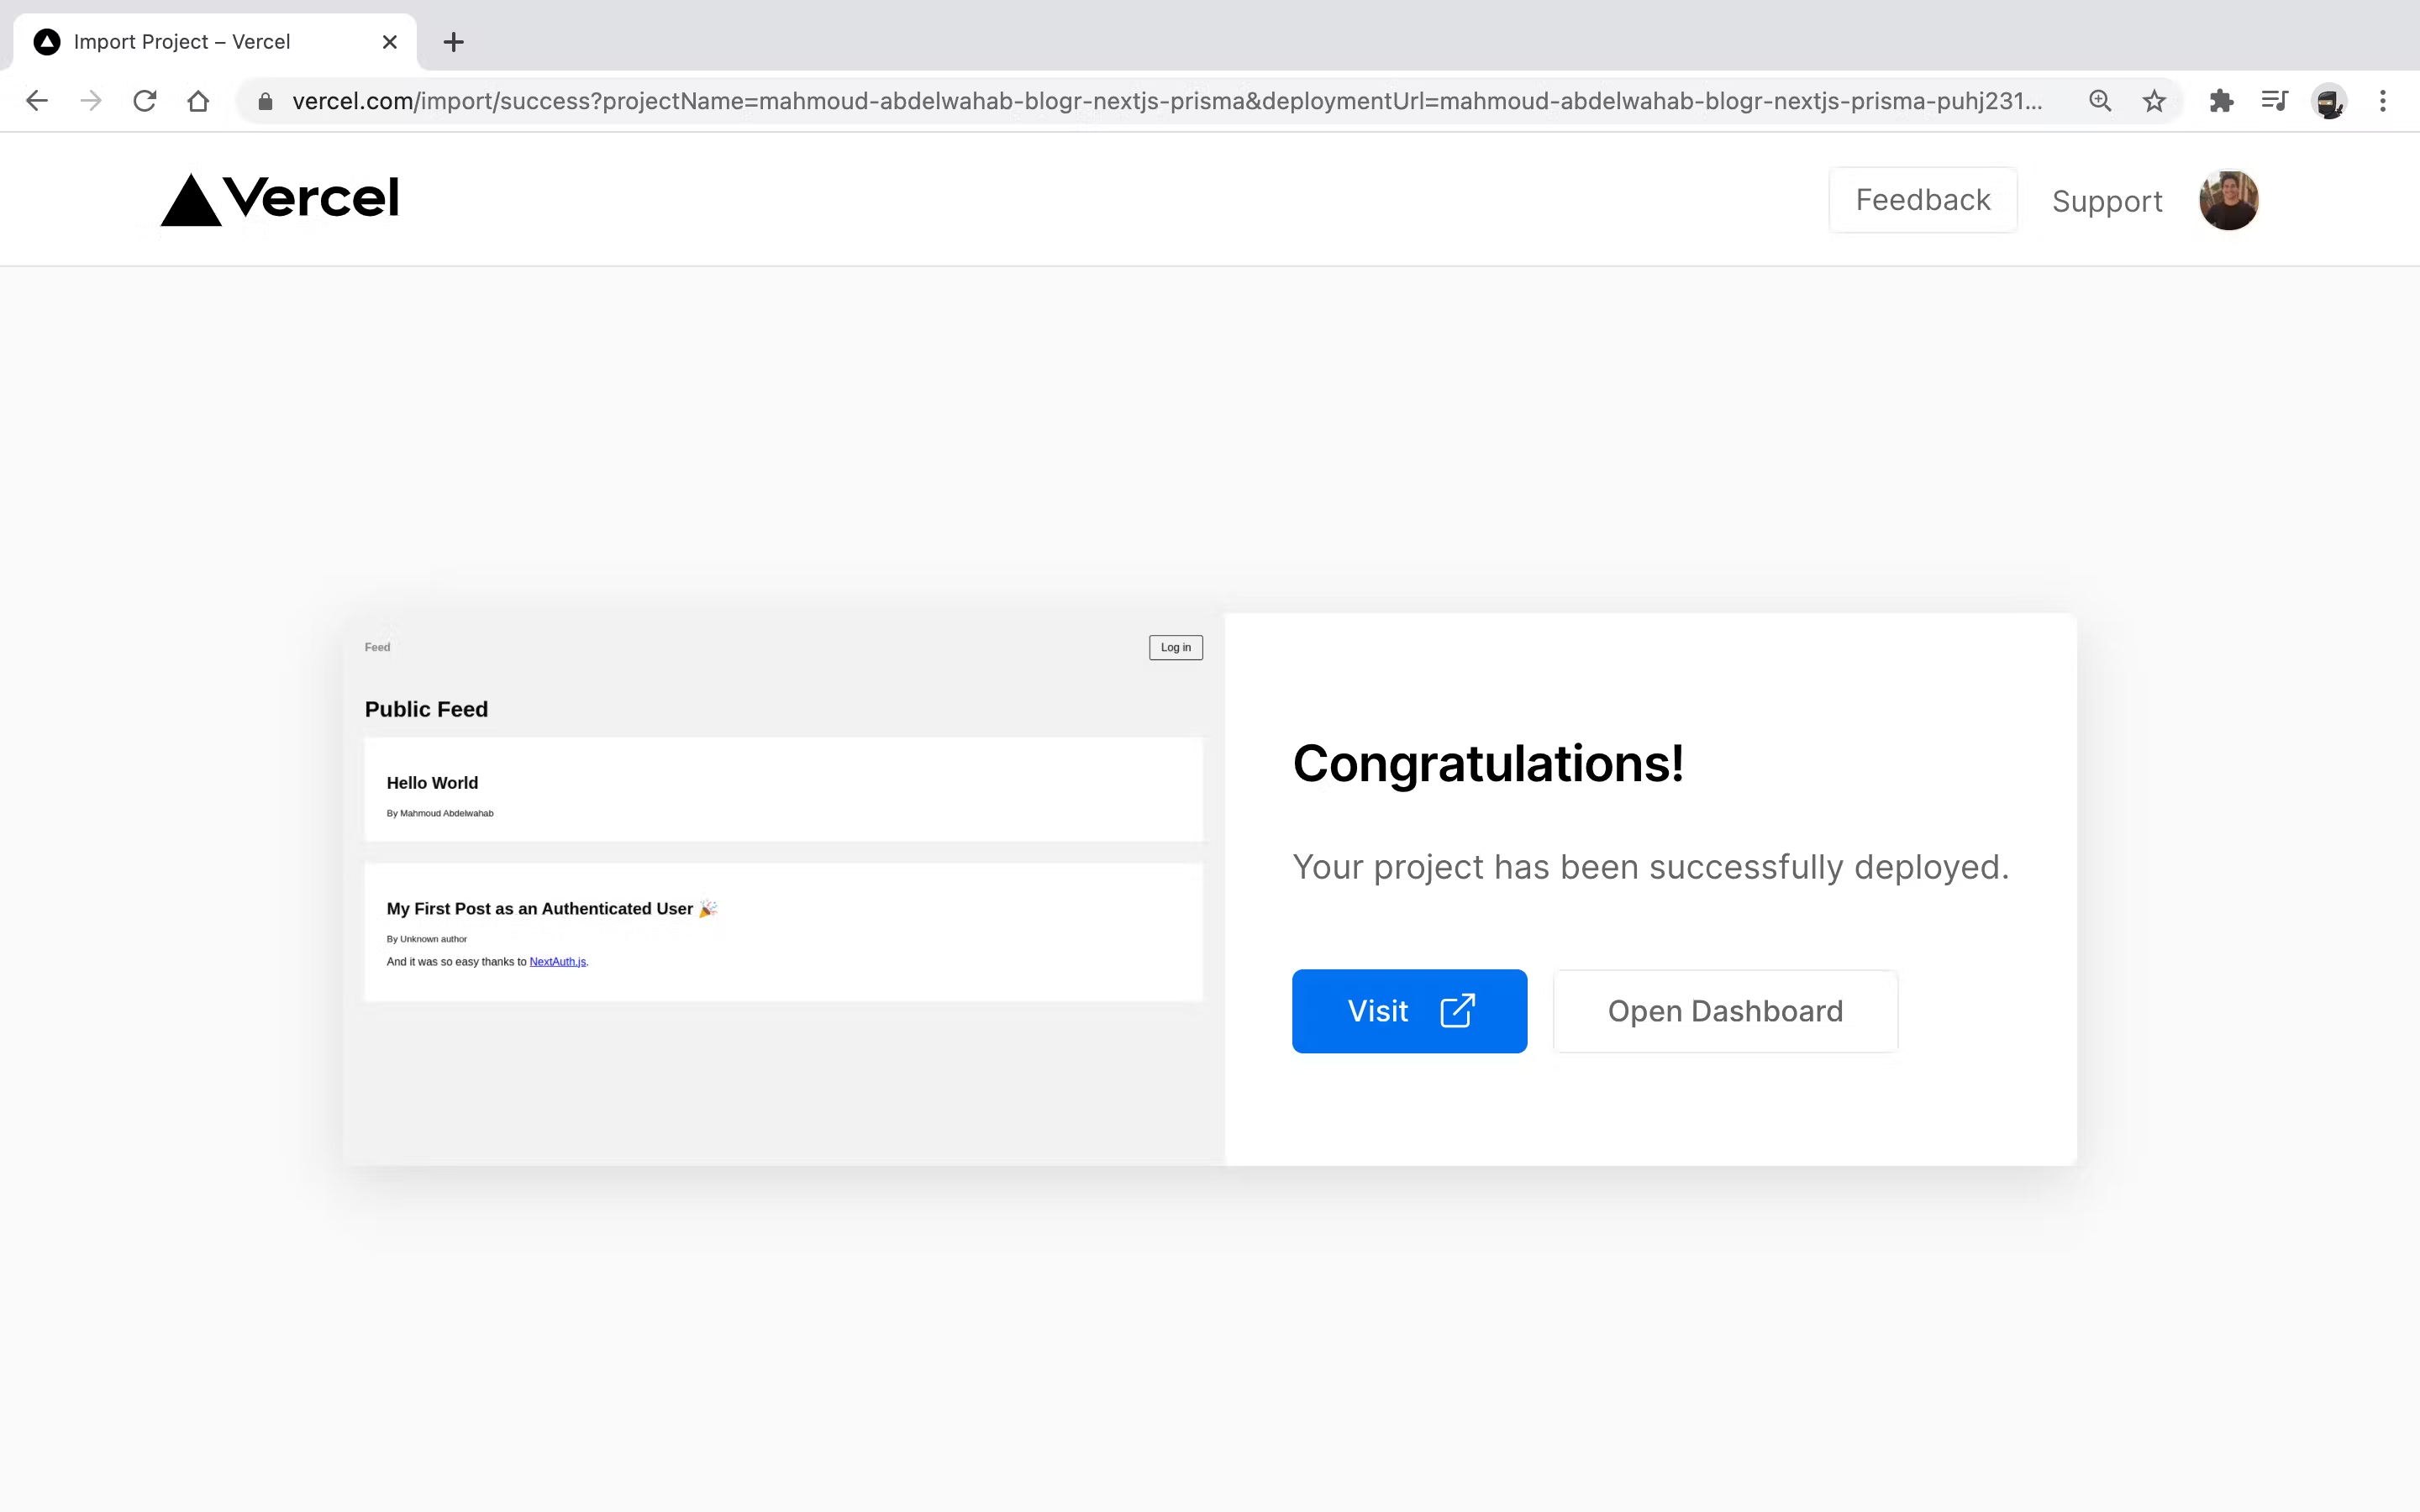 Import Project – Vercel
vercel.com/import/success?projectName=mahmoud-abdelwahab-blogr-nextjs-prisma&deploymentUrl=mahmoud-abdelwahab-blogr-nextjs-prisma-puhj231...
Vercel
Feedback
Support
Feed
Log in
Public Feed
Hello World
By Mahmoud Abdelwahab
My First Post as an Authenticated User 🎉
By Unknown author
And it was so easy thanks to NextAuth.js.
Congratulations!
Your project has been successfully deployed.
Visit
Open Dashboard